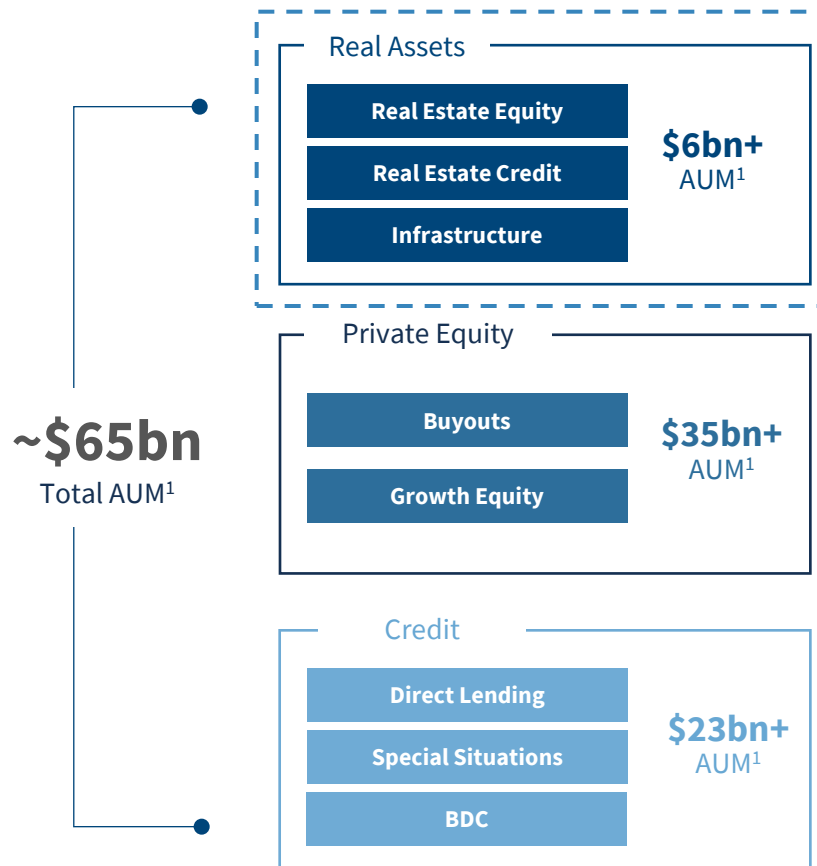 Real Assets
Real Estate Equity
Real Estate Credit
Infrastructure
$6bn+
AUM¹
Private Equity
Buyouts
Growth Equity
$35bn+
AUM¹
~$65bn
Total AUM¹
Credit
Direct Lending
Special Situations
BDC
$23bn+
AUM¹